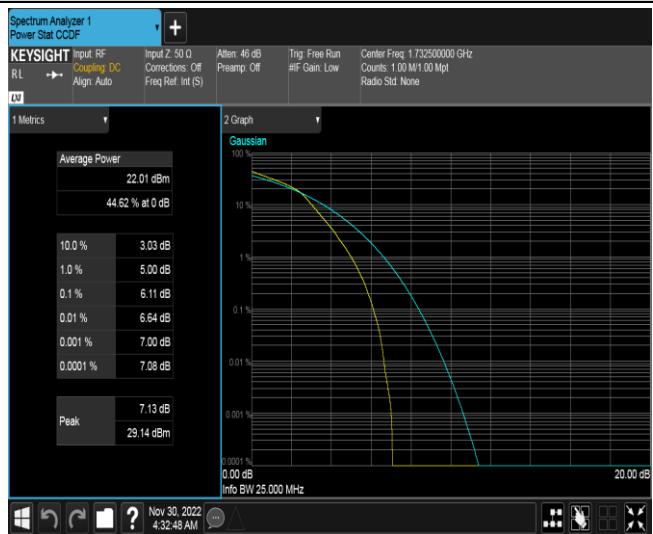 Spectrum Analyzer 1
Power Stat CCDF
+
KEYSIGHT
RL
LXI
Input: RF
Coupling: DC
Align: Auto
Input Z: 50 Ω
Corrections: Off
Freq Ref: Int (S)
Atten: 46 dB
Preamp: Off
Trig: Free Run
#IF Gain: Low
Center Freq: 1.732500000 GHz
Counts: 1.00 M/1.00 Mpt
Radio Std: None
1 Metrics
Average Power
22.01 dBm
44.62 % at 0 dB
10.0 % 3.03 dB
1.0 % 5.00 dB
0.1 % 6.11 dB
0.01 % 6.64 dB
0.001 % 7.00 dB
0.0001 % 7.08 dB
Peak
7.13 dB
29.14 dBm
2 Graph
Gaussian
100 %
10 %
1 %
0.1 %
0.01 %
0.001 %
0.0001 %
0.00 dB 20.00 dB
Info BW 25.000 MHz
?
Nov 30, 2022
4:32:48 AM